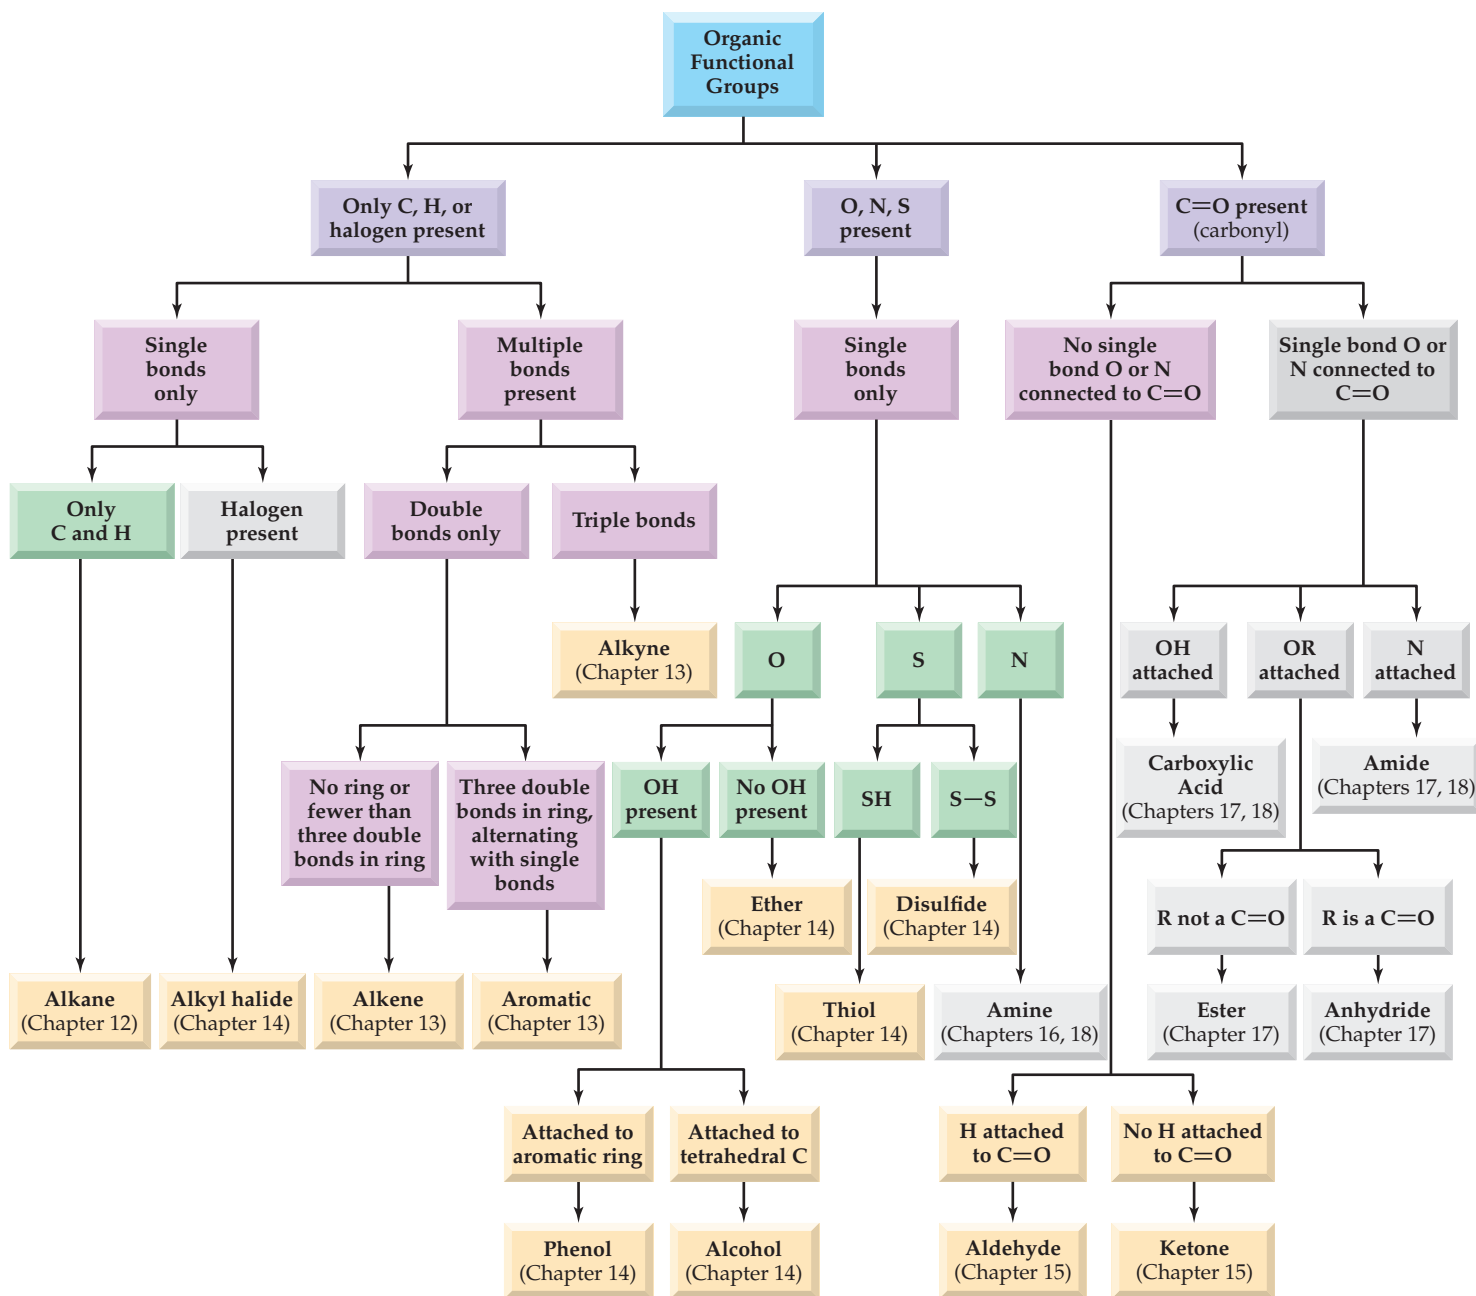 Organic
Functional
Groups
Only C, H, or
halogen present
O, N, S
present
C=O present
(carbonyl)
Single
bonds
only
Multiple
bonds
present
Single
bonds
only
No single
bond O or N
connected to C=O
Single bond O or
N connected to
C=O
Only
C and H
Halogen
present
Double
bonds only
Triple bonds
Alkyne
(Chapter 13)
O
S
N
OH
attached
OR
attached
N
attached
No ring or
fewer than
three double
bonds in ring
Three double
bonds in ring,
alternating
with single
bonds
OH
present
No OH
present
SH
S—S
Carboxylic
Acid
(Chapters 17, 18)
Amide
(Chapters 17, 18)
Ether
(Chapter 14)
Disulfide
(Chapter 14)
R not a C=O
R is a C=O
Alkane
(Chapter 12)
Alkyl halide
(Chapter 14)
Alkene
(Chapter 13)
Aromatic
(Chapter 13)
Thiol
(Chapter 14)
Amine
(Chapters 16, 18)
Ester
(Chapter 17)
Anhydride
(Chapter 17)
Attached to
aromatic ring
Attached to
tetrahedral C
H attached
to C=O
No H attached
to C=O
Phenol
(Chapter 14)
Alcohol
(Chapter 14)
Aldehyde
(Chapter 15)
Ketone
(Chapter 15)